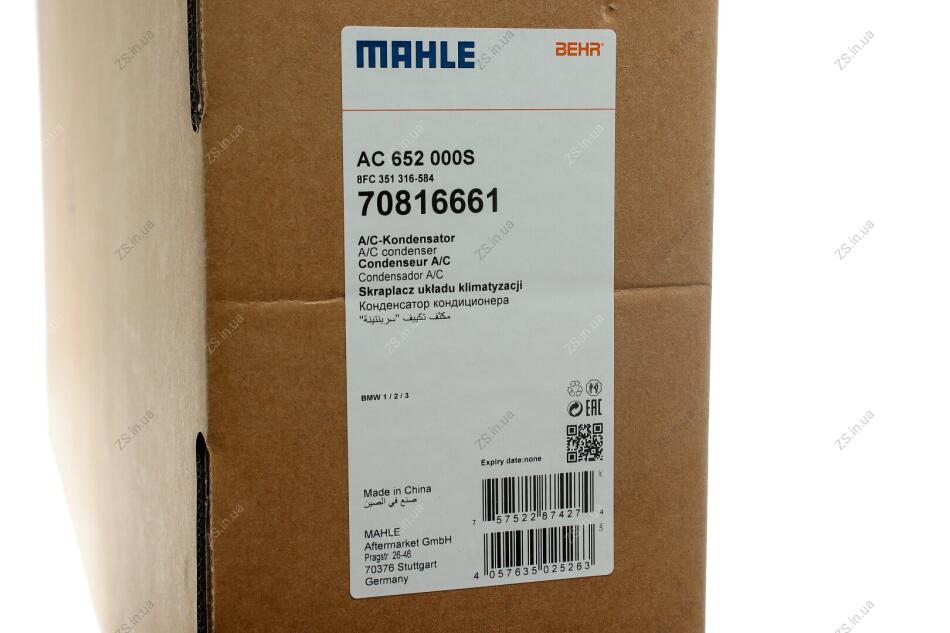 MAHLE
BEHR®
AC 652 000S
8FC 351 316-584
70816661
A/C-Kondensator
A/C condenser
Condenseur A/C
Condensador A/C
Skraplacz układu klimatyzacji
Конденсатор кондиционера
مكثف تكييف "سربنتينة"
BMW 1 / 2 / 3
EAC
Expiry date:none
K
Made in China
صنع في الصين
7 57522 87427 4
MAHLE
Aftermarket GmbH
Pragstr. 26-46
70376 Stuttgart
Germany
4 057635 025263
ZS.in.ua